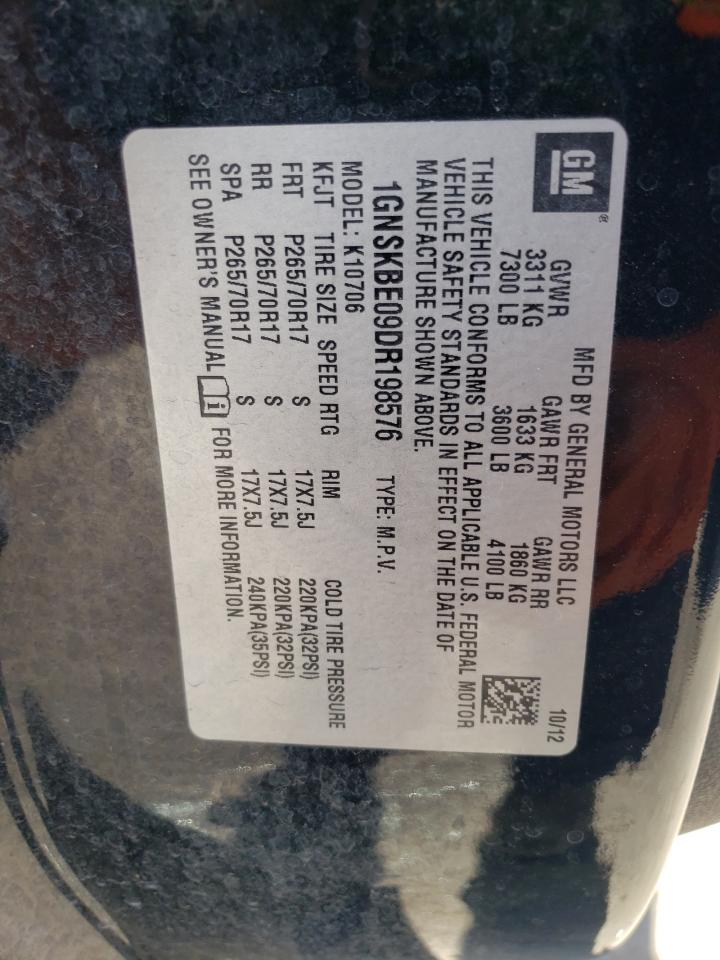 GM®
MFD BY GENERAL MOTORS LLC
10/12
GVWR GAWR FRT GAWR RR
3311 KG 1633 KG 1860 KG
7300 LB 3600 LB 4100 LB
THIS VEHICLE CONFORMS TO ALL APPLICABLE U.S. FEDERAL MOTOR
VEHICLE SAFETY STANDARDS IN EFFECT ON THE DATE OF
MANUFACTURE SHOWN ABOVE.
1GNSKBE09DR198576 TYPE: M.P.V.
MODEL: K10706
KFJT TIRE SIZE SPEED RTG RIM COLD TIRE PRESSURE
FRT P265/70R17 S 17X7.5J 220KPA(32PSI)
RR P265/70R17 S 17X7.5J 220KPA(32PSI)
SPA P265/70R17 S 17X7.5J 240KPA(35PSI)
SEE OWNER'S MANUAL i FOR MORE INFORMATION.